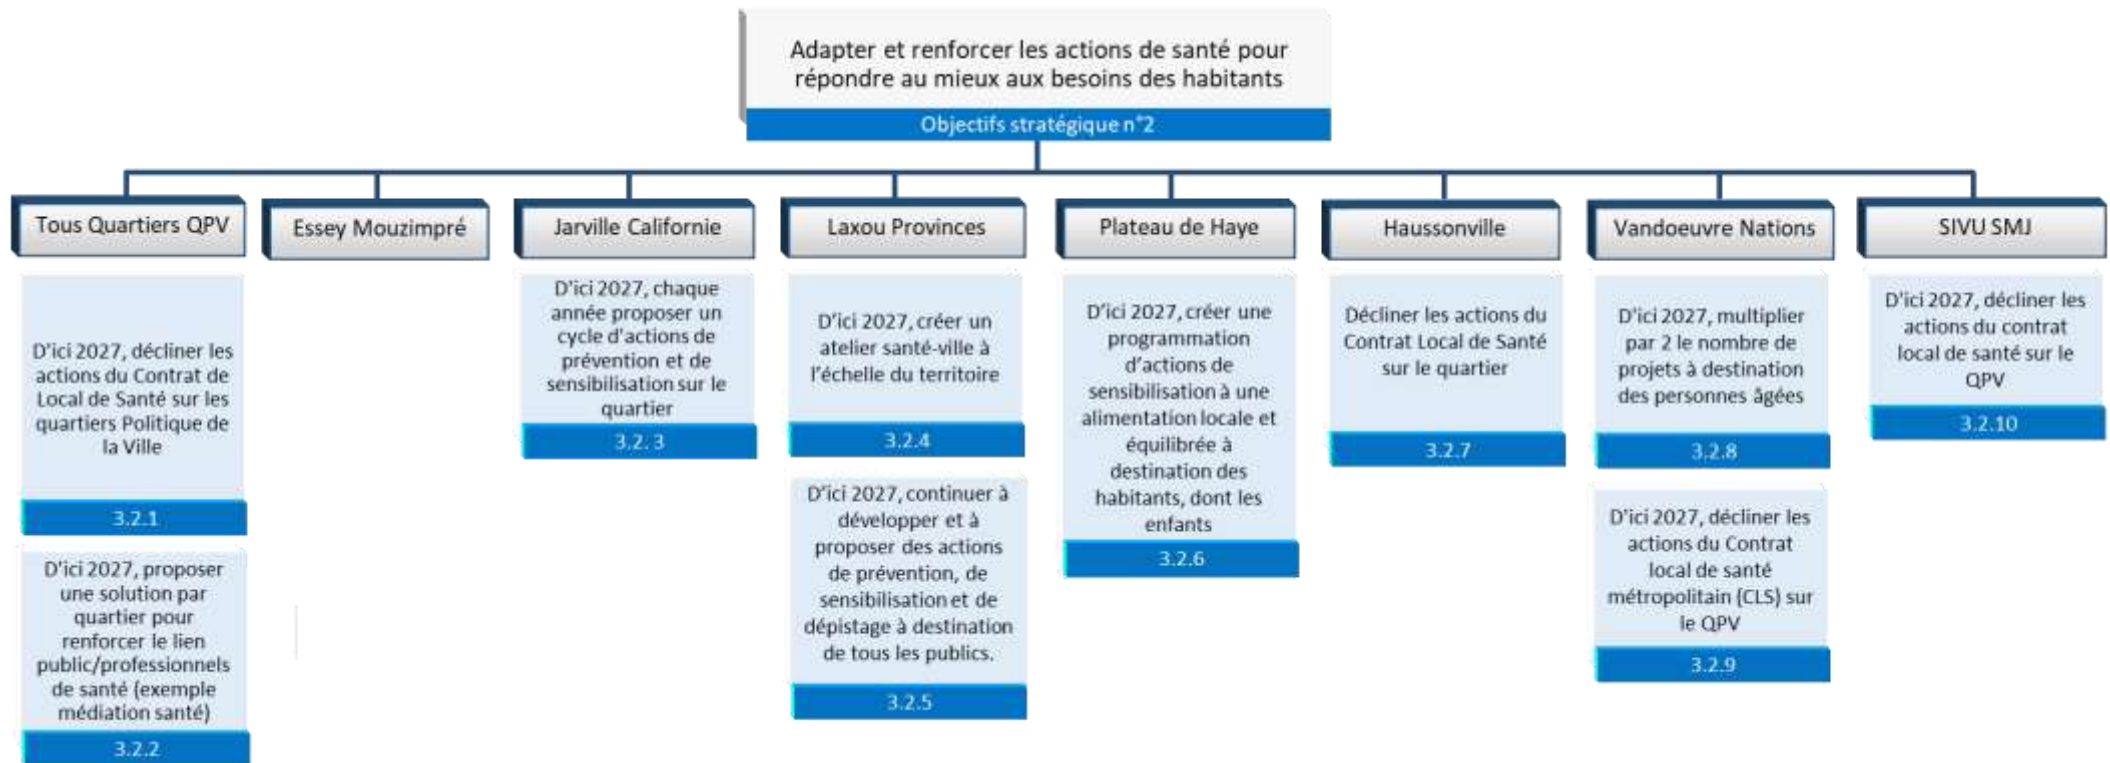 Adapter et renforcer les actions de santé pour
répondre au mieux aux besoins des habitants
Objectifs stratégique n°2
Tous Quartiers QPV
D'ici 2027, décliner les
actions du Contrat de
Local de Santé sur les
quartiers Politique de
la Ville
3.2.1
D'ici 2027, proposer
une solution par
quartier pour
renforcer le lien
public/professionnels
de santé (exemple
médiation santé)
3.2.2
Essey Mouzimpré
Jarville Californie
D'ici 2027, chaque
année proposer un
cycle d'actions de
prévention et de
sensibilisation sur le
quartier
3.2. 3
Laxou Provinces
D'ici 2027, créer un
atelier santé-ville à
l'échelle du territoire
3.2.4
D'ici 2027, continuer à
développer et à
proposer des actions
de prévention, de
sensibilisation et de
dépistage à destination
de tous les publics.
3.2.5
Plateau de Haye
D'ici 2027, créer une
programmation
d'actions de
sensibilisation à une
alimentation locale et
équilibrée à
destination des
habitants, dont les
enfants
3.2.6
Haussonville
Décliner les actions du
Contrat Local de Santé
sur le quartier
3.2.7
Vandoeuvre Nations
D'ici 2027, multiplier
par 2 le nombre de
projets à destination
des personnes âgées
3.2.8
D'ici 2027, décliner les
actions du Contrat
local de santé
métropolitain (CLS) sur
le QPV
3.2.9
SIVU SMJ
D'ici 2027, décliner les
actions du contrat
local de santé sur le
QPV
3.2.10